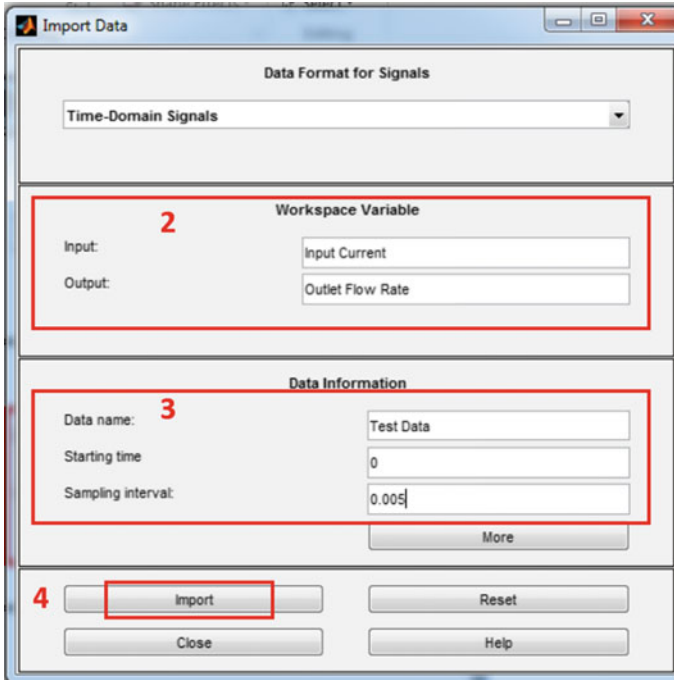 Import Data
Data Format for Signals
Time-Domain Signals
2
Workspace Variable
Input: Input Current
Output: Outlet Flow Rate
Data Information
3
Data name: Test Data
Starting time 0
Sampling interval: 0.005
More
4 Import Reset
Close Help